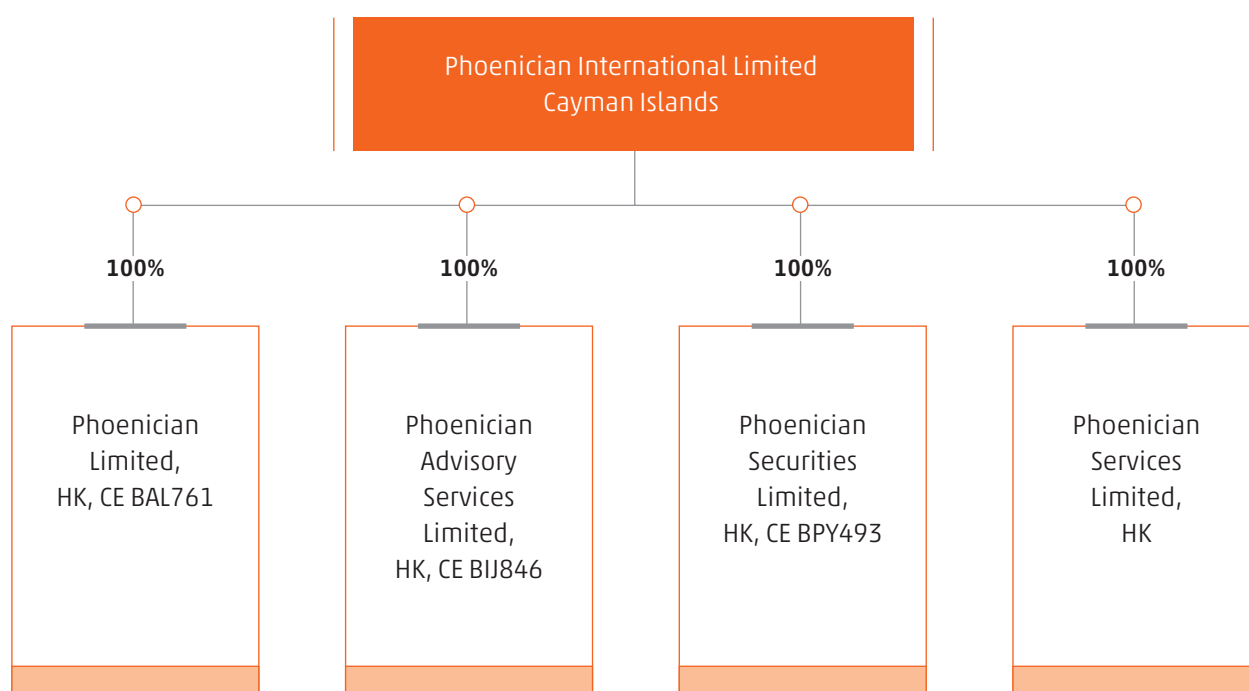 Phoenician International Limited
Cayman Islands
100%
100%
100%
100%
Phoenician
Limited,
HK, CE BAL761
Phoenician
Advisory
Services
Limited,
HK, CE BIJ846
Phoenician
Securities
Limited,
HK, CE BPY493
Phoenician
Services
Limited,
HK